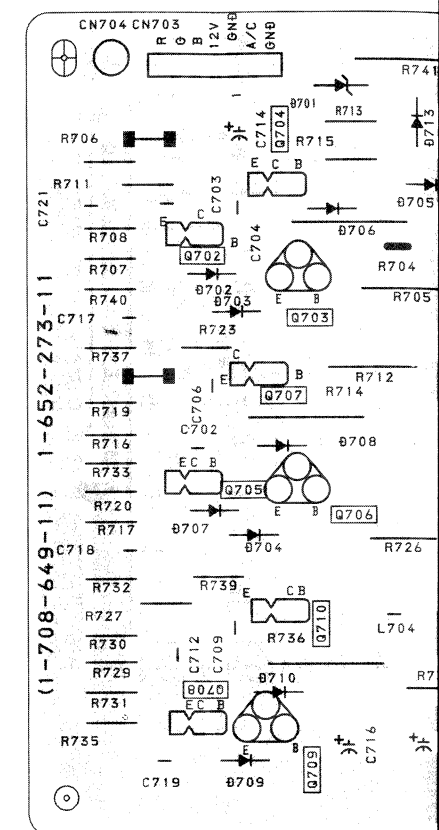 CN704 CN703
R
G
B
12V
GND
A/C
GND
R741
D701
R713
D713
C714
Q704
R706
R715
E C B
R711
C703
D705
C721
E C B
R708
C704
D706
Q702
R704
R707
D702
R740
D703
E B
R705
C717
Q703
R723
R737
C
E B
R712
Q707
R714
R719
C706
C702
R716
D708
R733
E C B
Q705
R720
E B
Q706
R717
D707
C718
D704
R726
R732
R739
E C B
R727
R736
Q710
L704
R730
C712
C709
R729
D710
R7
Q708
R731
E C B
R735
E B
C716
Q709
C719
D709
(1-708-649-11) 1-652-273-11